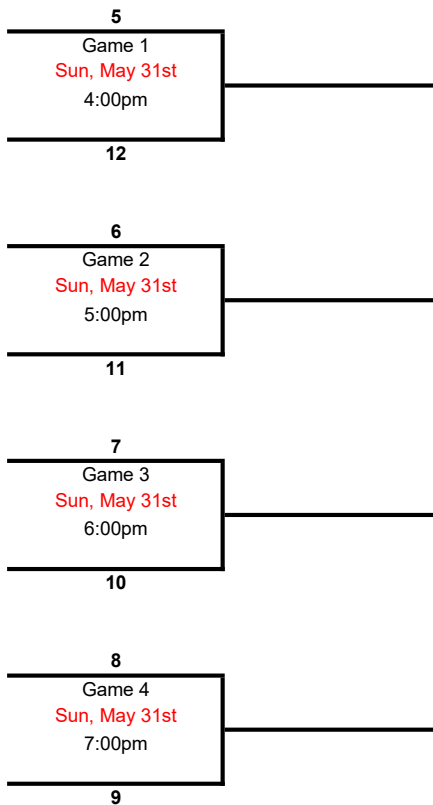 5
Game 1
Sun, May 31st
4:00pm
12
6
Game 2
Sun, May 31st
5:00pm
11
7
Game 3
Sun, May 31st
6:00pm
10
8
Game 4
Sun, May 31st
7:00pm
9